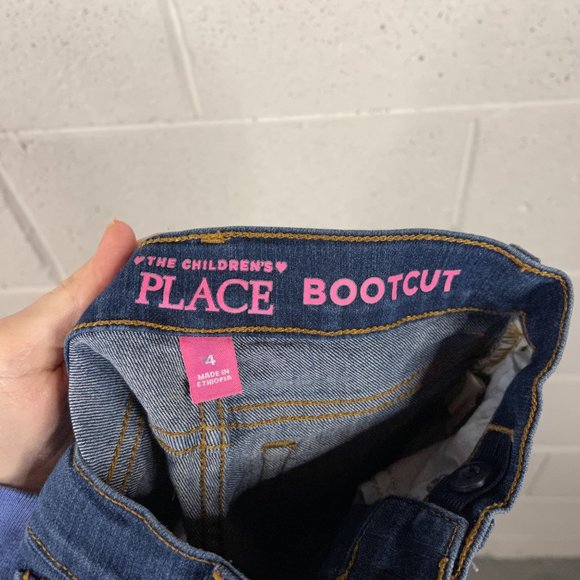 ♥THE CHILDREN'S♥
PLACE
BOOTCUT
4
MADE IN
ETHIOPIA